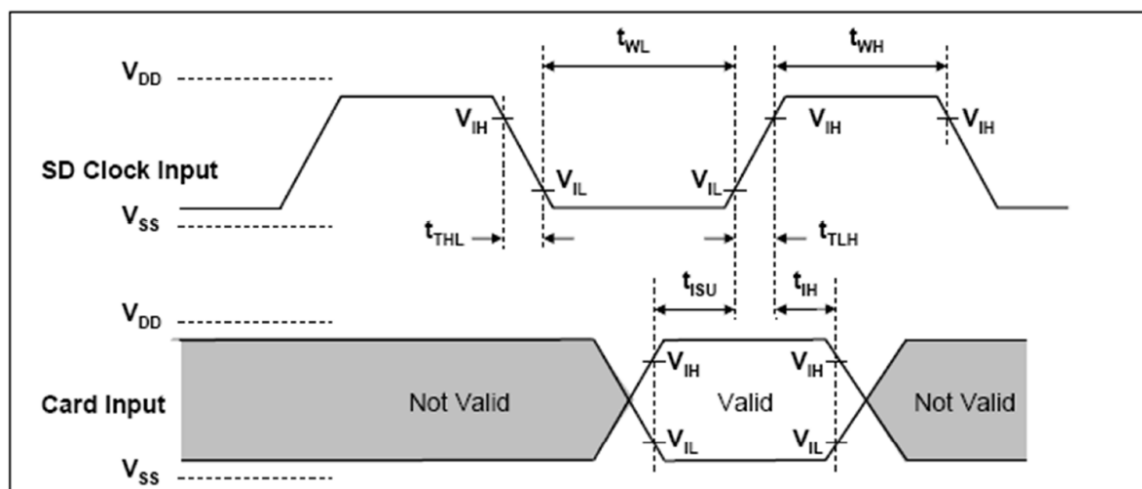 t_WL t_WH
V_DD
V_IH V_IH V_IH
SD Clock Input
V_IL V_IL
V_SS
t_THL t_TLH
t_ISU t_IH
V_DD
V_IH V_IH
Card Input Not Valid Valid Not Valid
V_IL V_IL
V_SS